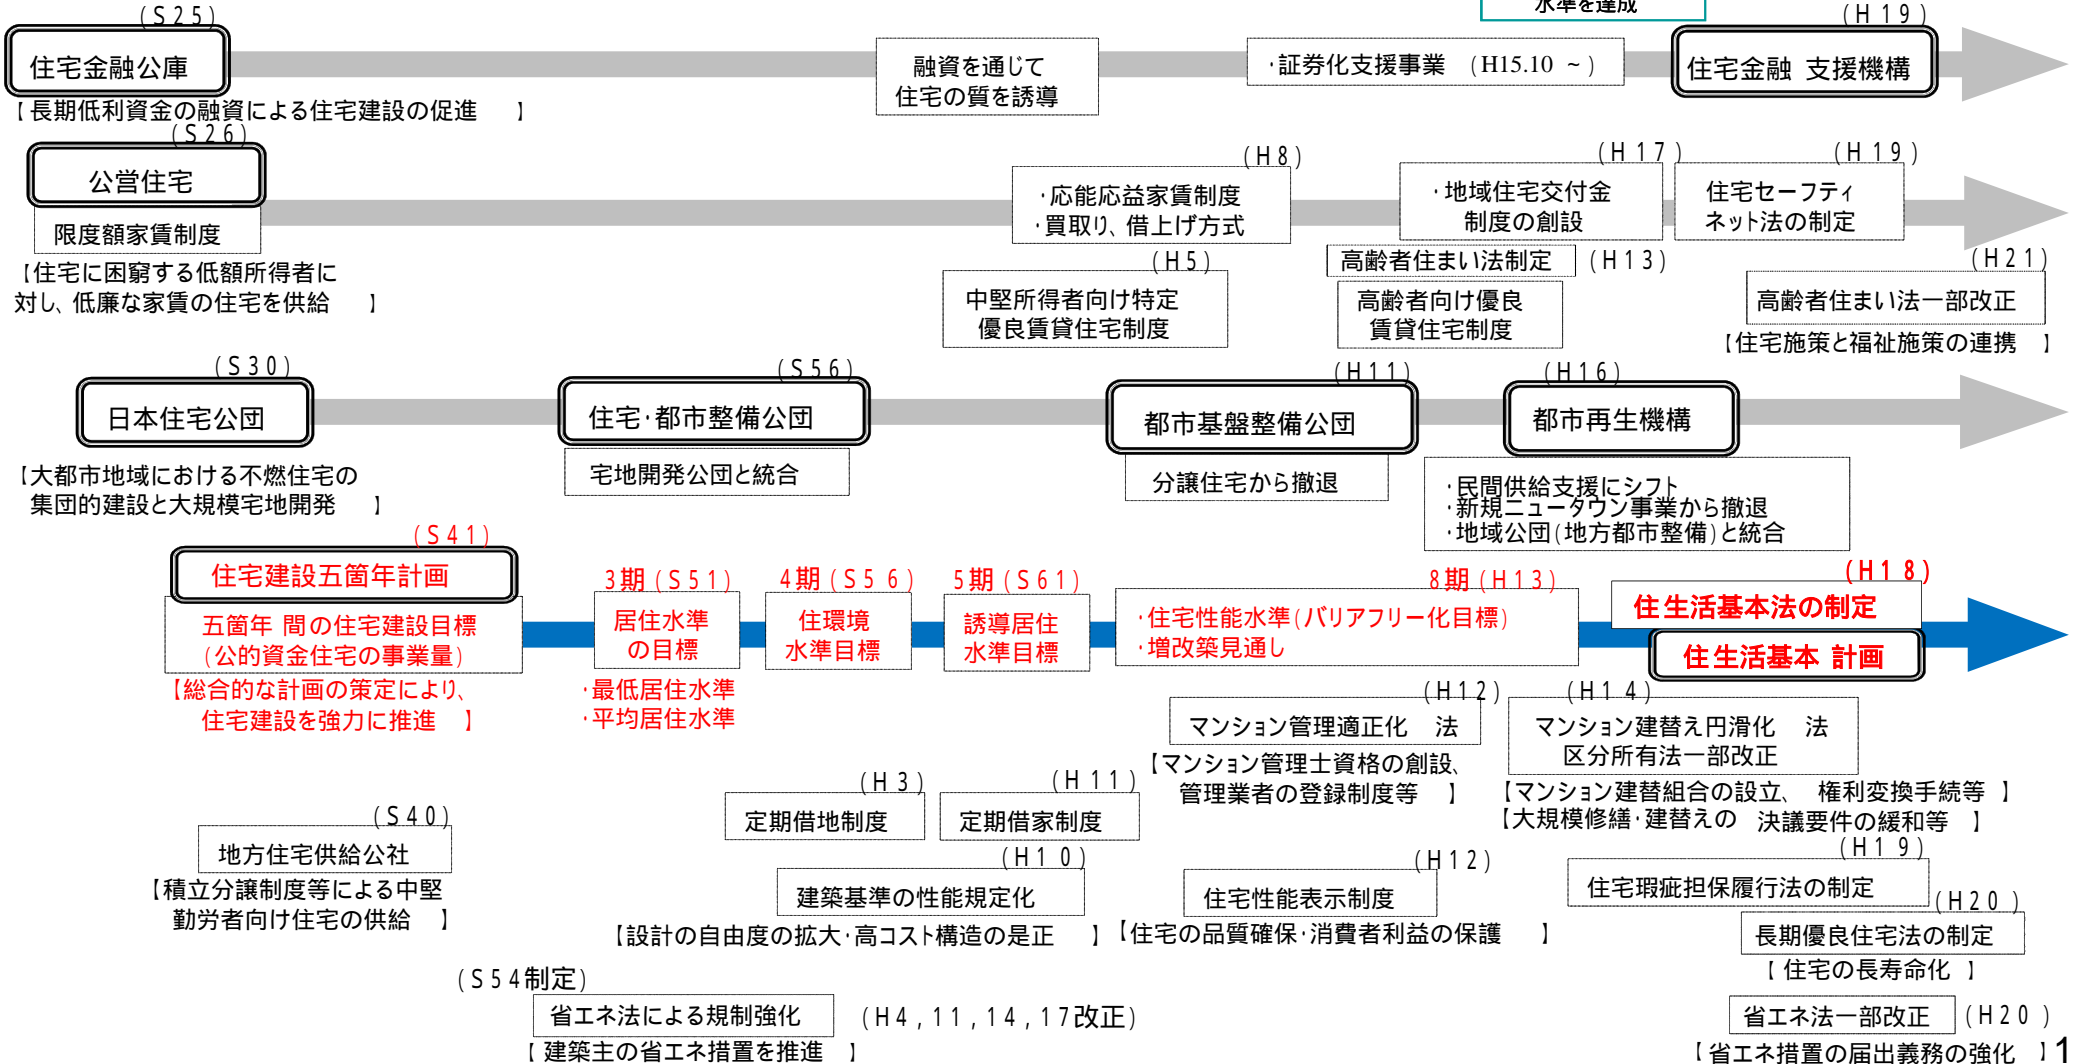 水準を達成
(S25)
住宅金融公庫
【長期低利資金の融資による住宅建設の促進 】
融資を通じて
住宅の質を誘導
・証券化支援事業 (H15.10 ~)
(H19)
住宅金融 支援機構
(S26)
公営住宅
限度額家賃制度
【住宅に困窮する低額所得者に
対し、低廉な家賃の住宅を供給 】
(H8)
・応能応益家賃制度
・買取り、借上げ方式
(H5)
中堅所得者向け特定
優良賃貸住宅制度
(H17)
・地域住宅交付金
制度の創設
高齢者住まい法制定 (H13)
高齢者向け優良
賃貸住宅制度
(H19)
住宅セーフティ
ネット法の制定
(H21)
高齢者住まい法一部改正
【住宅施策と福祉施策の連携 】
(S30)
日本住宅公団
【大都市地域における不燃住宅の
集団的建設と大規模宅地開発 】
(S56)
住宅・都市整備公団
宅地開発公団と統合
(H11)
都市基盤整備公団
分譲住宅から撤退
(H16)
都市再生機構
・民間供給支援にシフト
・新規ニュータウン事業から撤退
・地域公団(地方都市整備)と統合
(S41)
住宅建設五箇年計画
五箇年 間の住宅建設目標
(公的資金住宅の事業量)
【総合的な計画の策定により、
住宅建設を強力に推進 】
3期(S51)
居住水準
の目標
・最低居住水準
・平均居住水準
4期(S56)
住環境
水準目標
5期(S61)
誘導居住
水準目標
8期(H13)
・住宅性能水準(バリアフリー化目標)
・増改築見通し
(H18)
住生活基本法の制定
住生活基本 計画
(H12)
マンション管理適正化 法
【マンション管理士資格の創設、
管理業者の登録制度等 】
(H14)
マンション建替え円滑化 法
区分所有法一部改正
【マンション建替組合の設立、 権利変換手続等 】
【大規模修繕・建替えの 決議要件の緩和等 】
(S40)
地方住宅供給公社
【積立分譲制度等による中堅
勤労者向け住宅の供給 】
(H3)
定期借地制度
(H11)
定期借家制度
(H10)
建築基準の性能規定化
【設計の自由度の拡大・高コスト構造の是正 】
(H12)
住宅性能表示制度
【住宅の品質確保・消費者利益の保護 】
(H19)
住宅瑕疵担保履行法の制定
(H20)
長期優良住宅法の制定
【住宅の長寿命化 】
(S54制定)
省エネ法による規制強化 (H4,11,14,17改正)
【建築主の省エネ措置を推進 】
省エネ法一部改正 (H20)
【省エネ措置の届出義務の強化 】
1